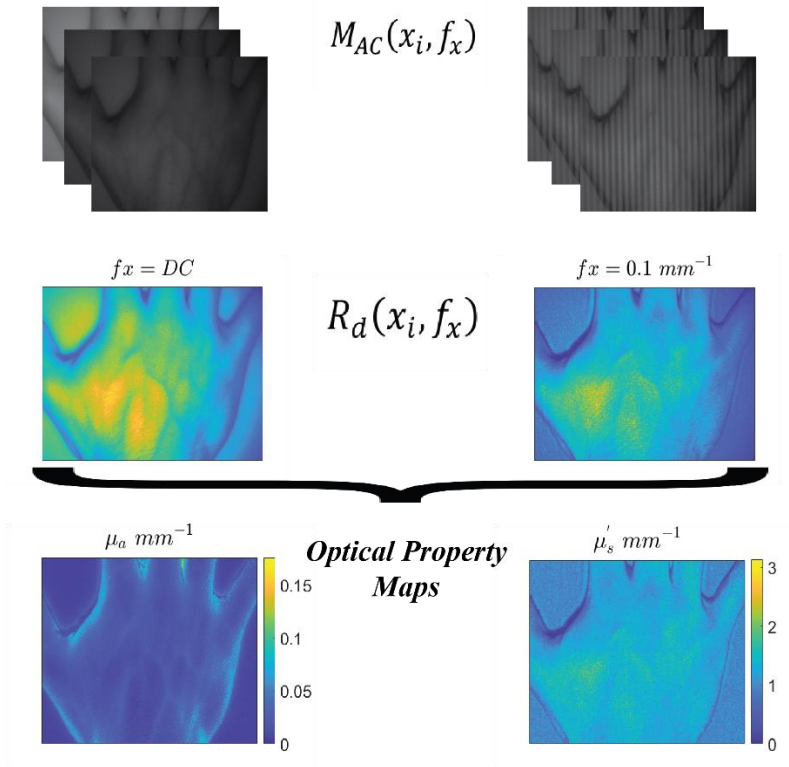 M_AC(x_i, f_x)
fx = DC
fx = 0.1 mm⁻¹
R_d(x_i, f_x)
μ_a mm⁻¹
Optical Property
Maps
μ_s′ mm⁻¹
0.15
0.1
0.05
0
3
2
1
0